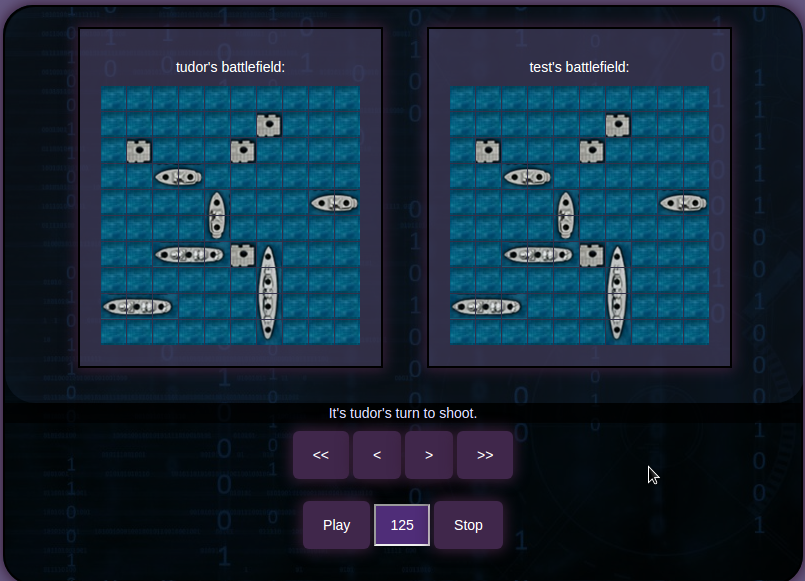 tudor's battlefield:
test's battlefield:
It's tudor's turn to shoot.
<< < > >>
Play 125 Stop